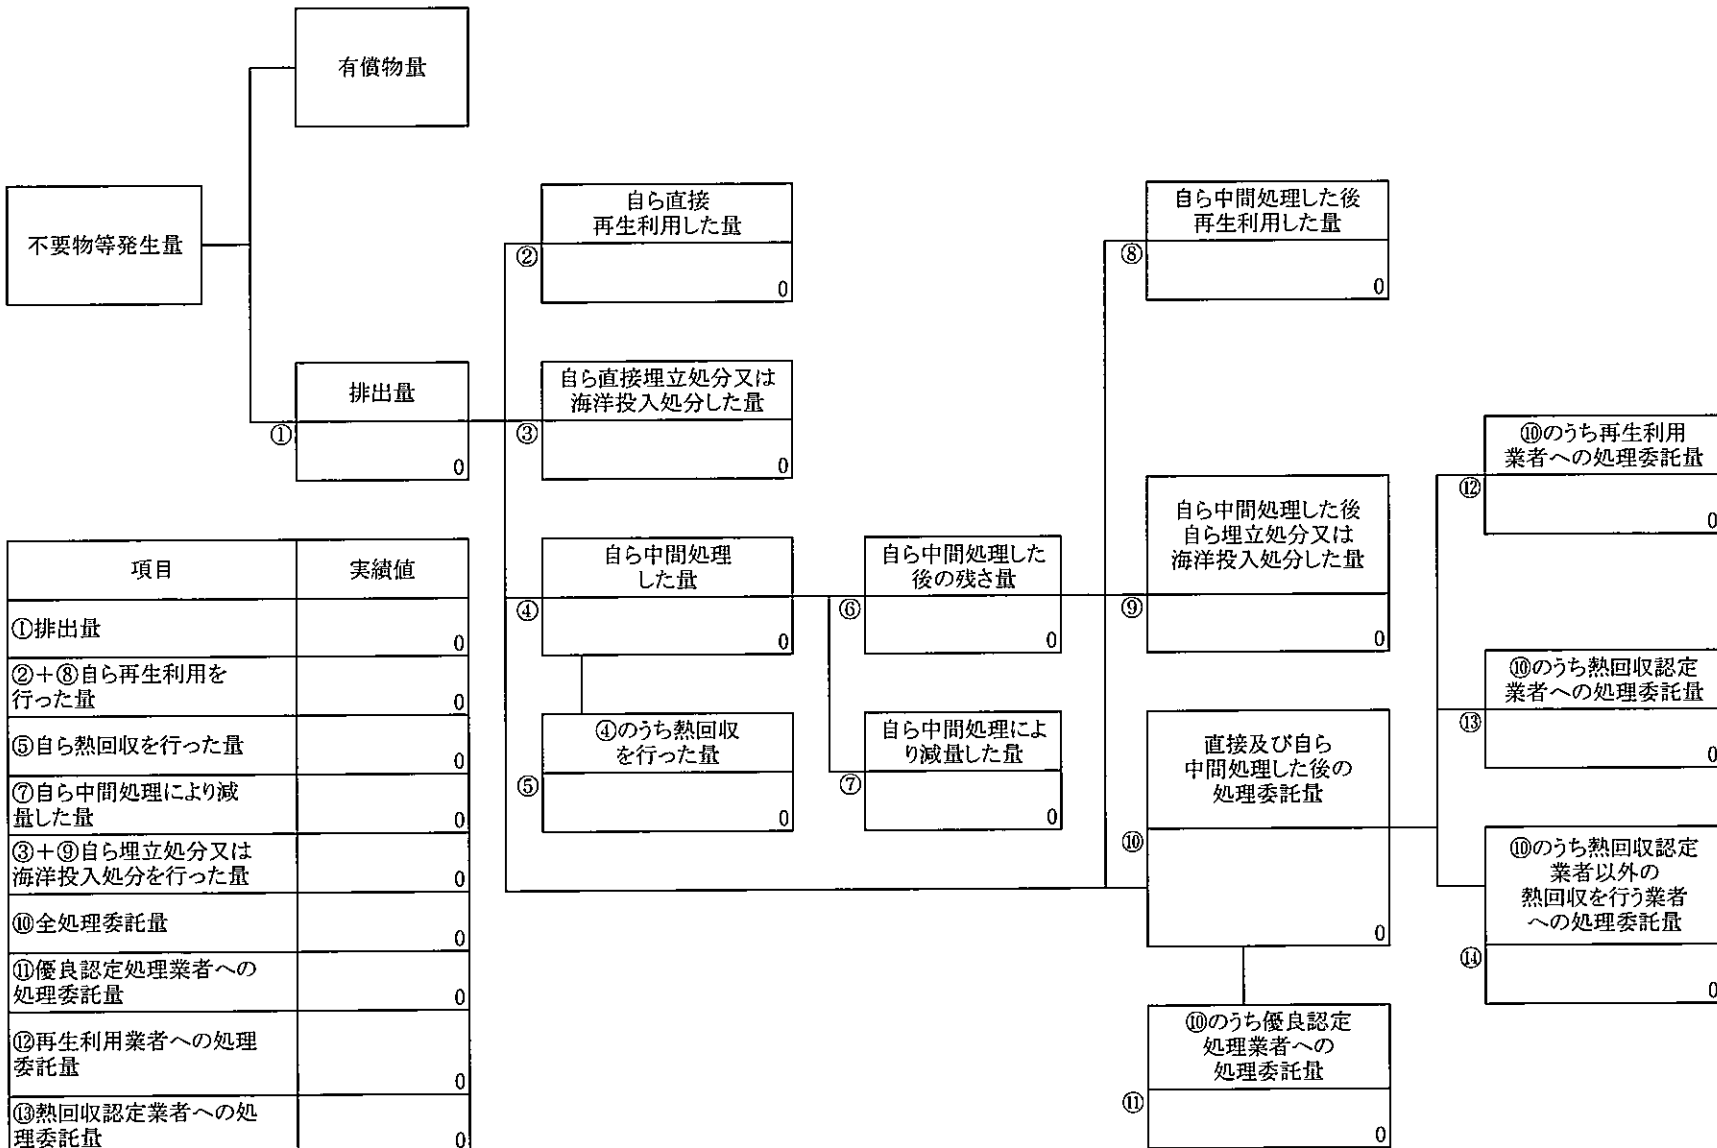 有償物量
不要物等発生量
①
排出量
0
②
自ら直接
再生利用した量
0
③
自ら直接埋立処分又は
海洋投入処分した量
0
④
自ら中間処理
した量
0
⑤
④のうち熱回収
を行った量
0
⑥
自ら中間処理した
後の残さ量
0
⑦
自ら中間処理によ
り減量した量
0
⑧
自ら中間処理した後
再生利用した量
0
⑨
自ら中間処理した後
自ら埋立処分又は
海洋投入処分した量
0
⑩
直接及び自ら
中間処理した後の
処理委託量
0
⑪
⑩のうち優良認定
処理業者への
処理委託量
0
⑫
⑩のうち再生利用
業者への処理委託量
0
⑬
⑩のうち熱回収認定
業者への処理委託量
0
⑭
⑩のうち熱回収認定
業者以外の
熱回収を行う業者
への処理委託量
0
項目 実績値
①排出量
0
②+⑧自ら再生利用を
行った量 0
⑤自ら熱回収を行った量
0
⑦自ら中間処理により減
量した量 0
③+⑨自ら埋立処分又は
海洋投入処分を行った量 0
⑩全処理委託量
0
⑪優良認定処理業者への
処理委託量 0
⑫再生利用業者への処理
委託量
0
⑬熱回収認定業者への処
理委託量 0